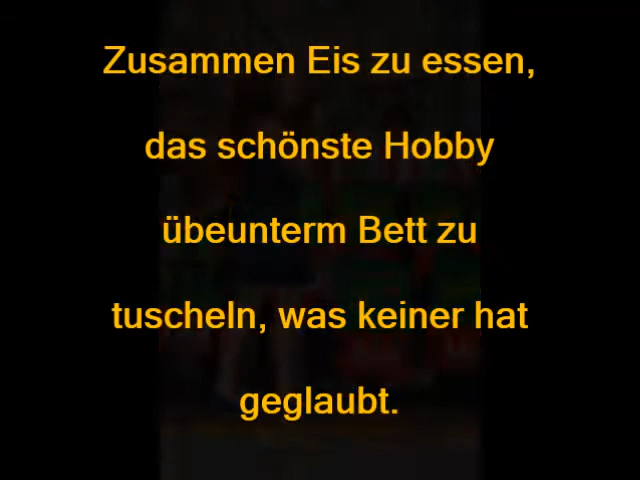 Zusammen Eis zu essen,
das schönste Hobby
übeunterm Bett zu
tuscheln, was keiner hat
geglaubt.